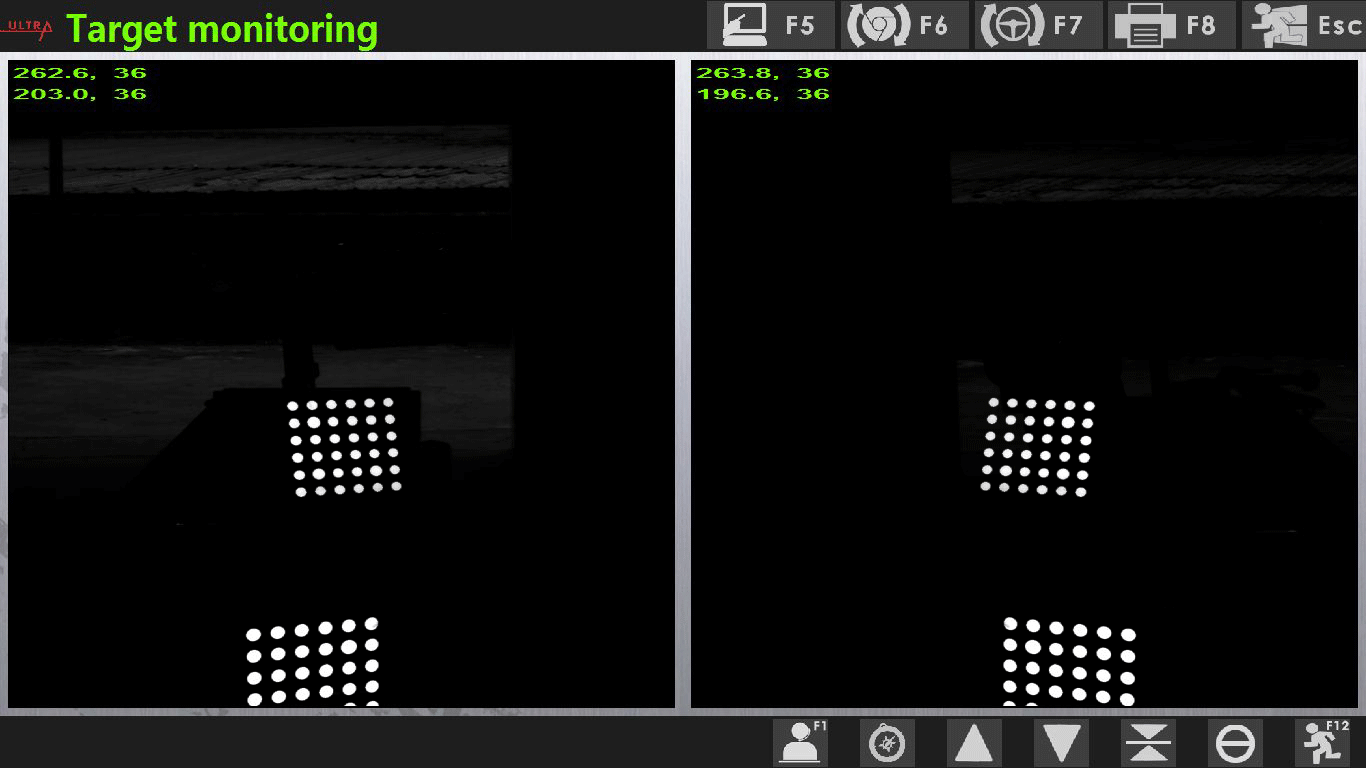 ULTRA Target monitoring
F5
F6
F7
F8
Esc
262.6, 36
203.0, 36
263.8, 36
196.6, 36
F1
F12